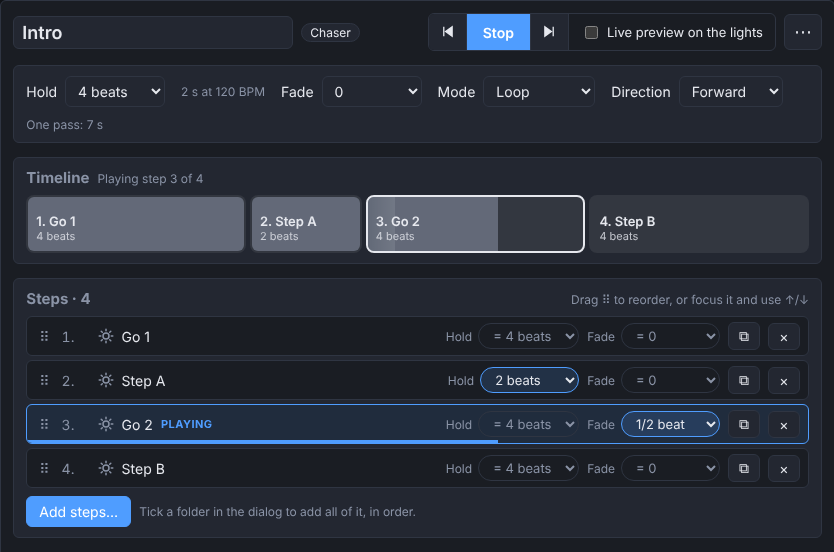 Intro
Chaser
Stop
Live preview on the lights
Hold 4 beats 2 s at 120 BPM Fade 0 Mode Loop Direction Forward
One pass: 7 s
Timeline Playing step 3 of 4
1. Go 1
4 beats
2. Step A
2 beats
3. Go 2
4 beats
4. Step B
4 beats
Steps · 4
Drag ⠿ to reorder, or focus it and use ↑/↓
1. Go 1 Hold = 4 beats Fade = 0
2. Step A Hold 2 beats Fade = 0
3. Go 2 PLAYING Hold = 4 beats Fade 1/2 beat
4. Step B Hold = 4 beats Fade = 0
Add steps... Tick a folder in the dialog to add all of it, in order.